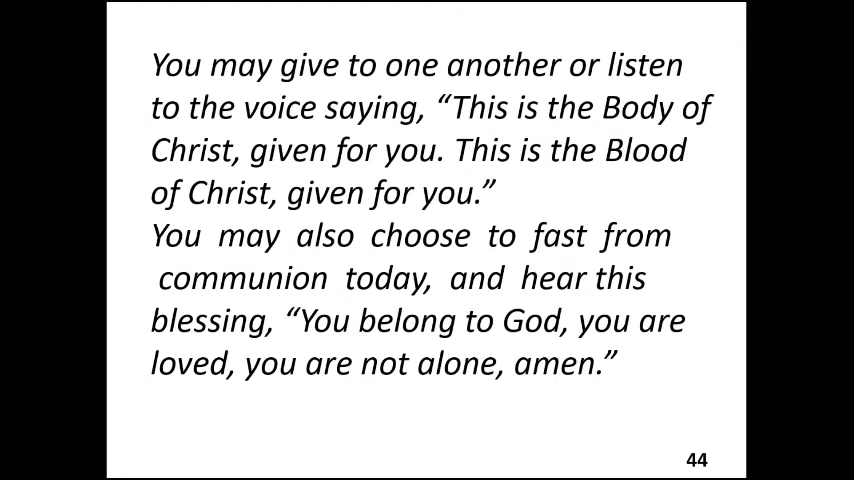 You may give to one another or listen
to the voice saying, “This is the Body of
Christ, given for you. This is the Blood
of Christ, given for you.”
You may also choose to fast from
communion today, and hear this
blessing, “You belong to God, you are
loved, you are not alone, amen.”
44